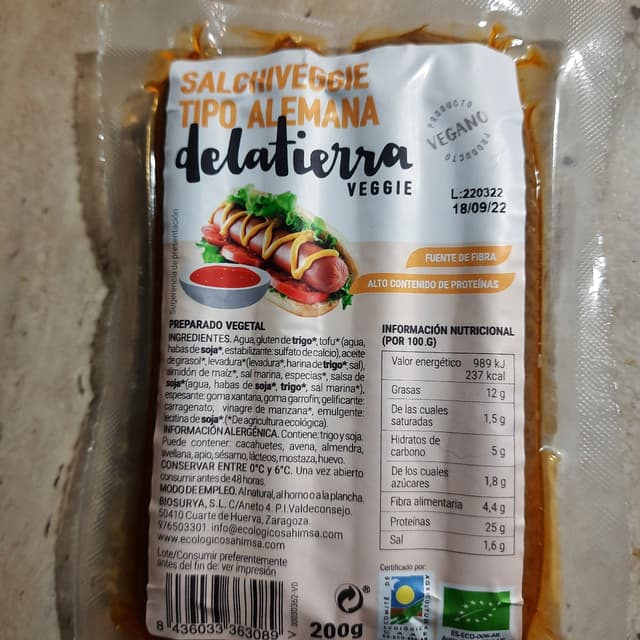 SALCHIVEGGIE
TIPO ALEMANA
delatierra
VEGGIE
PRODUCTO
VEGANO
PRODUCTO
L:220322
18/09/22
FUENTE DE FIBRA
ALTO CONTENIDO DE PROTEÍNAS
Sugerencia de presentación
PREPARADO VEGETAL
INGREDIENTES. Agua, gluten de trigo*, tofu* (agua,
habas de soja*, estabilizante: sulfato de calcio), aceite
de girasol*, levadura*(levadura*, harina de trigo*, sal),
almidón de maíz*, sal marina, especias*, salsa de
soja*(agua, habas de soja*, trigo*, sal marina*),
espesante: goma xantana, goma garrofín; gelificante:
carragenato; vinagre de manzana*, emulgente:
lecitina de soja* (*De agricultura ecológica).
INFORMACIÓN ALERGÉNICA. Contiene: trigo y soja.
Puede contener: cacahuetes, avena, almendra,
avellana, apio, sésamo, lácteos, mostaza, huevo.
CONSERVAR ENTRE 0°C y 6°C. Una vez abierto
consumir antes de 48 horas.
MODO DE EMPLEO. Al natural, al horno o a la plancha.
BIOSURYA, S.L. C/Aneto 4. P.I. Valdeconsejo.
50410 Cuarte de Huerva, Zaragoza.
976503301. info@ecologicosahimsa.com
www.ecologicosahimsa.com
Lote/Consumir preferentemente
antes del fin de: ver impresión
INFORMACIÓN NUTRICIONAL
(POR 100.G)
Valor energético 989 kJ
237 kcal
Grasas 12 g
De las cuales
saturadas 1,5 g
Hidratos de
carbono 5 g
De los cuales
azúcares 1,8 g
Fibra alimentaria 4,4 g
Proteínas 25 g
Sal 1,6 g
Certificado por:
8 436033 363089
200g
ES-ECO-006-AR